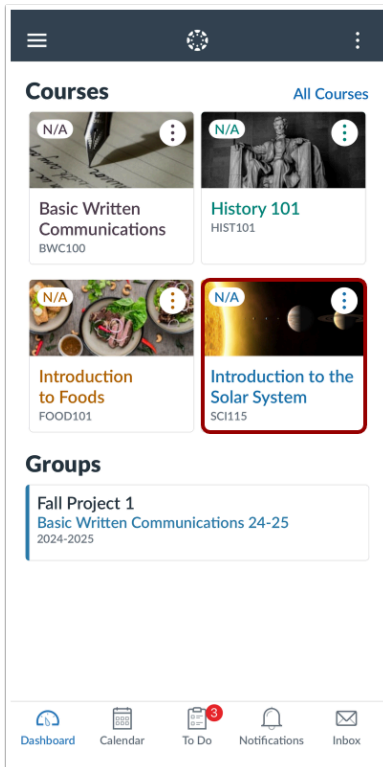 Courses
All Courses
N/A
N/A
Basic Written
Communications
BWC100
History 101
HIST101
N/A
N/A
Introduction
to Foods
FOOD101
Introduction to the
Solar System
SCI115
Groups
Fall Project 1
Basic Written Communications 24-25
2024-2025
3
Dashboard
Calendar
To Do
Notifications
Inbox